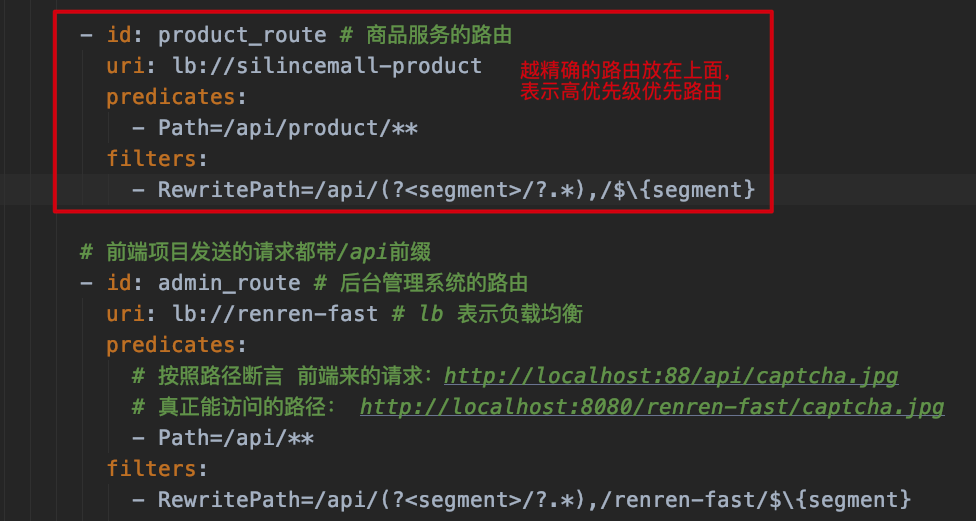 - id: product_route # 商品服务的路由
uri: lb://silincemall-product
越精确的路由放在上面,
表示高优先级优先路由
predicates:
- Path=/api/product/**
filters:
- RewritePath=/api/(?<segment>/?.*),/$\{segment}
# 前端项目发送的请求都带/api前缀
- id: admin_route # 后台管理系统的路由
uri: lb://renren-fast # lb 表示负载均衡
predicates:
# 按照路径断言 前端来的请求: http://localhost:88/api/captcha.jpg
# 真正能访问的路径: http://localhost:8080/renren-fast/captcha.jpg
- Path=/api/**
filters:
- RewritePath=/api/(?<segment>/?.*),/renren-fast/$\{segment}